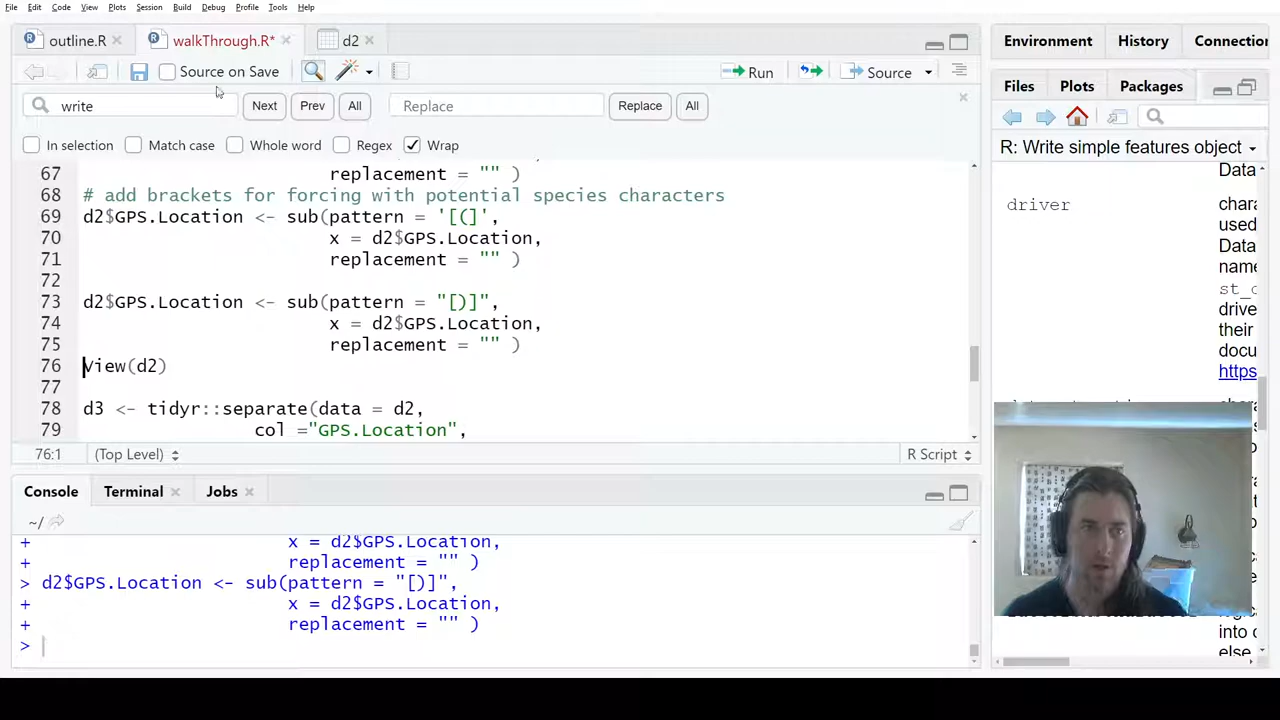 File Edit Code View Plots Session Build Debug Profile Tools Help
outline.R walkThrough.R* d2
Source on Save Run Source
write Next Prev All Replace Replace All
In selection Match case Whole word Regex Wrap
67 replacement = "" )
68 # add brackets for forcing with potential species characters
69 d2$GPS.Location <- sub(pattern = '[(]',
70 x = d2$GPS.Location,
71 replacement = "" )
72
73 d2$GPS.Location <- sub(pattern = "[)]",
74 x = d2$GPS.Location,
75 replacement = "" )
76 View(d2)
77
78 d3 <- tidyr::separate(data = d2,
79 col ="GPS.Location",
76:1 (Top Level) R Script
Console Terminal Jobs
~/
+ x = d2$GPS.Location,
+ replacement = "" )
> d2$GPS.Location <- sub(pattern = "[)]",
+ x = d2$GPS.Location,
+ replacement = "" )
>
Environment History Connection
Files Plots Packages
R: Write simple features object
Data
driver chara
used
Data
name
st_c
drive
their
docu
https
into c
else